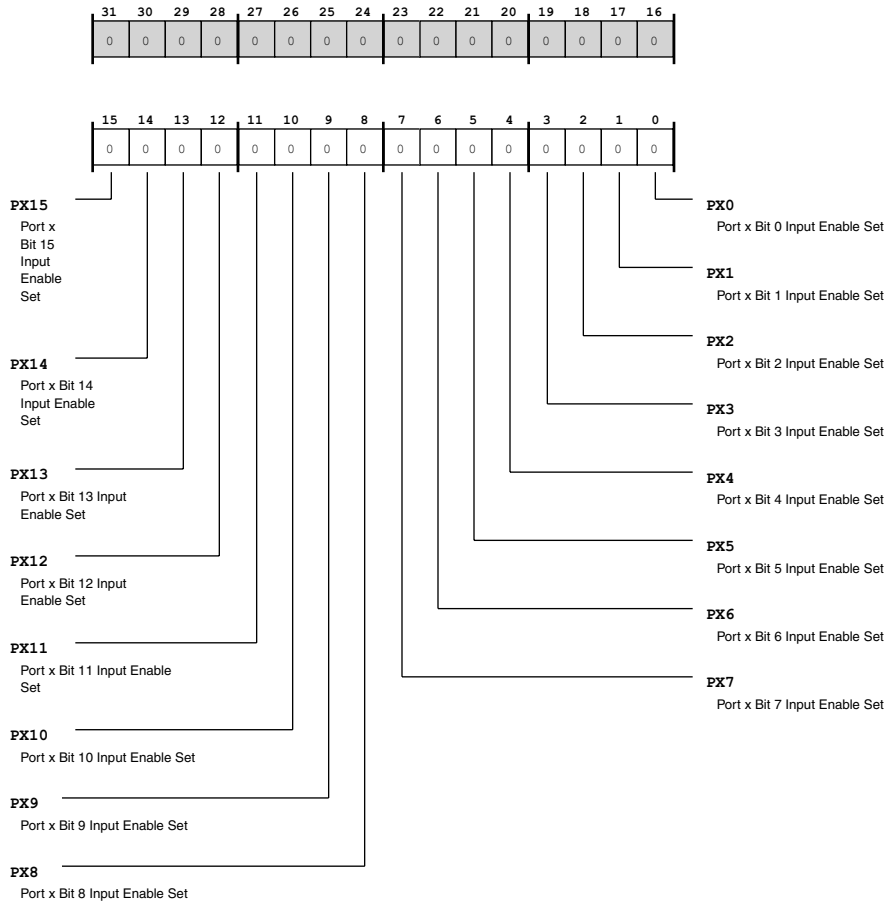 31 30 29 28 27 26 25 24 23 22 21 20 19 18 17 16
0 0 0 0 0 0 0 0 0 0 0 0 0 0 0 0
15 14 13 12 11 10 9 8 7 6 5 4 3 2 1 0
0 0 0 0 0 0 0 0 0 0 0 0 0 0 0 0
PX15
Port x
Bit 15
Input
Enable
Set
PX14
Port x Bit 14
Input Enable
Set
PX13
Port x Bit 13 Input
Enable Set
PX12
Port x Bit 12 Input
Enable Set
PX11
Port x Bit 11 Input Enable
Set
PX10
Port x Bit 10 Input Enable Set
PX9
Port x Bit 9 Input Enable Set
PX8
Port x Bit 8 Input Enable Set
PX0
Port x Bit 0 Input Enable Set
PX1
Port x Bit 1 Input Enable Set
PX2
Port x Bit 2 Input Enable Set
PX3
Port x Bit 3 Input Enable Set
PX4
Port x Bit 4 Input Enable Set
PX5
Port x Bit 5 Input Enable Set
PX6
Port x Bit 6 Input Enable Set
PX7
Port x Bit 7 Input Enable Set